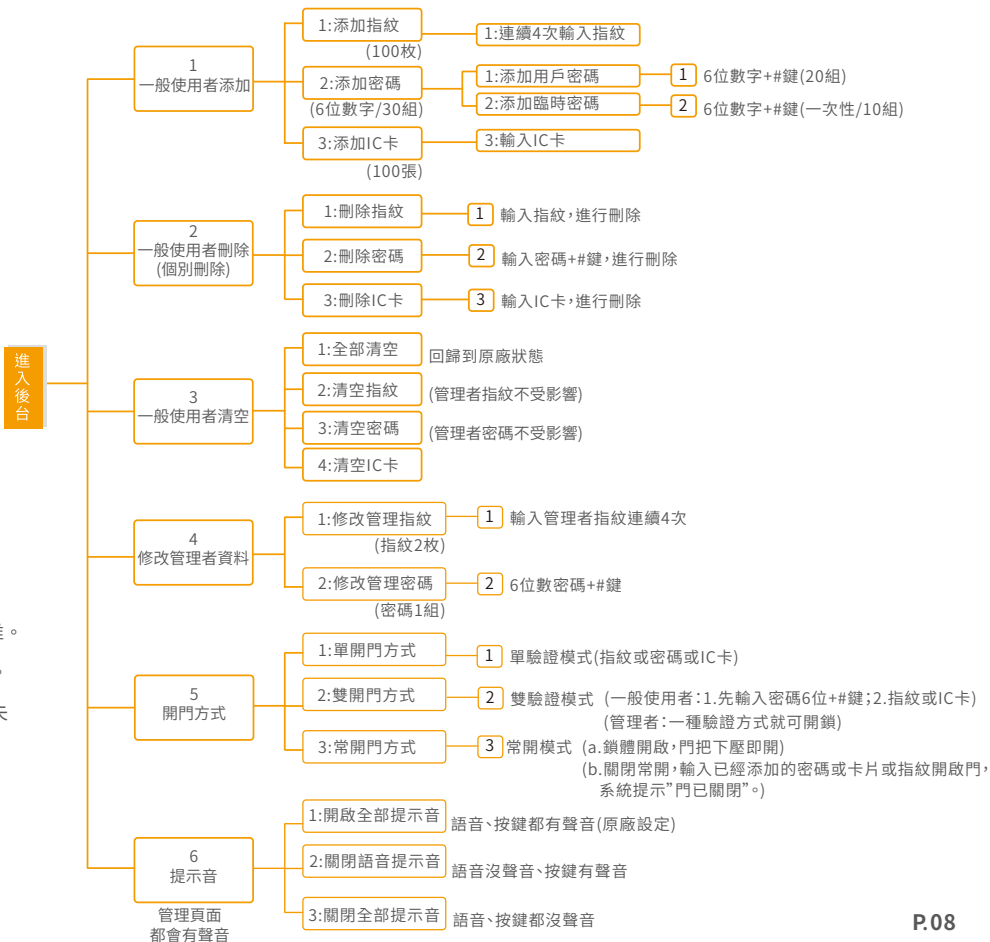 進入後台
1
一般使用者添加
1:添加指紋
(100枚)
1:連續4次輸入指紋
2:添加密碼
(6位數字/30組)
1:添加用戶密碼
1 6位數字+#鍵(20組)
2:添加臨時密碼
2 6位數字+#鍵(一次性/10組)
3:添加IC卡
(100張)
3:輸入IC卡
2
一般使用者刪除
(個別刪除)
1:刪除指紋
1 輸入指紋,進行刪除
2:刪除密碼
2 輸入密碼+#鍵,進行刪除
3:刪除IC卡
3 輸入IC卡,進行刪除
3
一般使用者清空
1:全部清空
回歸到原廠狀態
2:清空指紋
(管理者指紋不受影響)
3:清空密碼
(管理者密碼不受影響)
4:清空IC卡
4
修改管理者資料
1:修改管理指紋
(指紋2枚)
1 輸入管理者指紋連續4次
2:修改管理密碼
(密碼1組)
2 6位數密碼+#鍵
5
開門方式
1:單開門方式
1 單驗證模式(指紋或密碼或IC卡)
2:雙開門方式
2 雙驗證模式 (一般使用者:1.先輸入密碼6位+#鍵;2.指紋或IC卡)
(管理者:一種驗證方式就可開鎖)
3:常開門方式
3 常開模式 (a.鎖體開啟,門把下壓即開)
(b.關閉常開,輸入已經添加的密碼或卡片或指紋開啟門,
系統提示”門已關閉”。)
6
提示音
管理頁面
都會有聲音
1:開啟全部提示音
語音、按鍵都有聲音(原廠設定)
2:關閉語音提示音
語音沒聲音、按鍵有聲音
3:關閉全部提示音
語音、按鍵都沒聲音
P.08